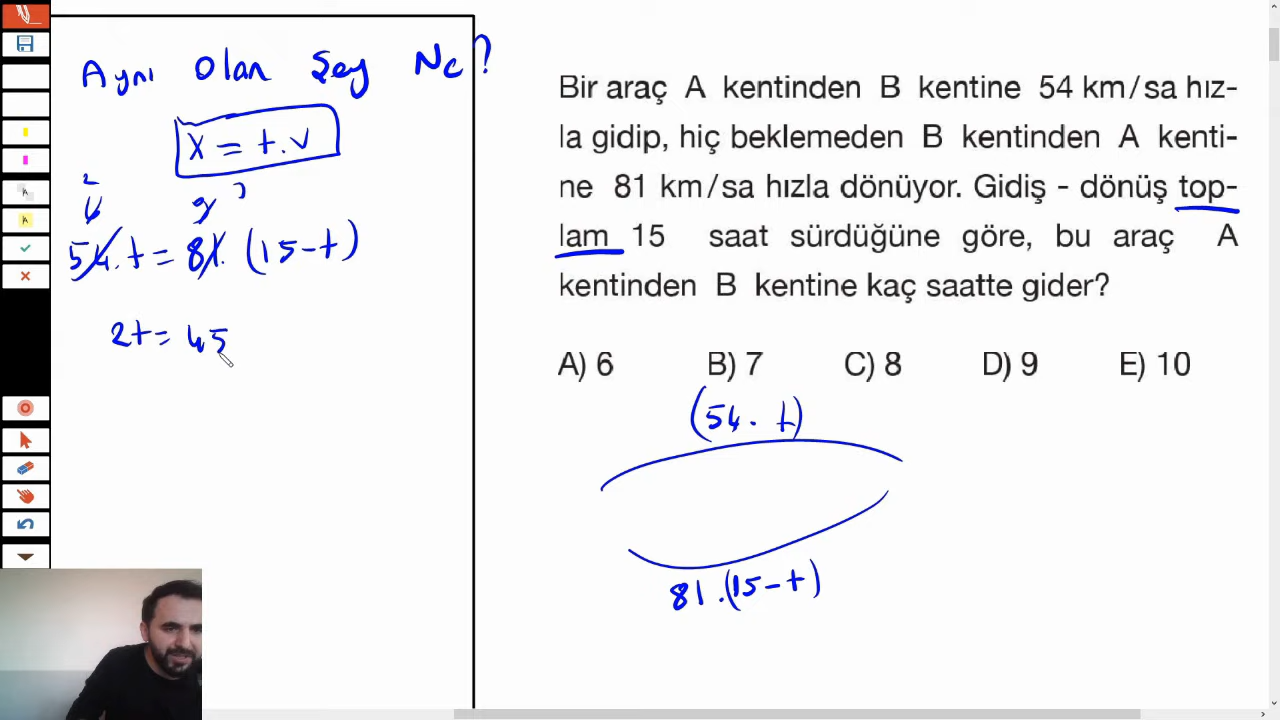 Aynı Olan Şey Ne?
x = t.v
2 3
6 9
54.t = 81.(15-t)
2t = 45
Bir araç A kentinden B kentine 54 km/sa hız-
la gidip, hiç beklemeden B kentinden A kenti-
ne 81 km/sa hızla dönüyor. Gidiş - dönüş top-
lam 15 saat sürdüğüne göre, bu araç A
kentinden B kentine kaç saatte gider?
A) 6 B) 7 C) 8 D) 9 E) 10
(54. t)
81.(15-t)